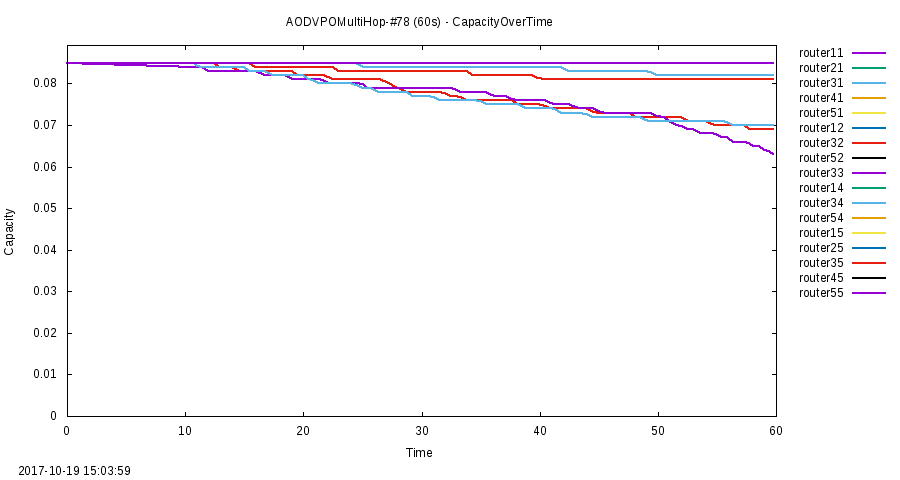 AODVPOMultiHop-#78 (60s) - CapacityOverTime
router11
router21
router31
router41
router51
router12
router32
router52
router33
router14
router34
router54
router15
router25
router35
router45
router55
0.08
0.07
0.06
0.05
0.04
0.03
0.02
0.01
0
Capacity
0 10 20 30 40 50 60
Time
2017-10-19 15:03:59